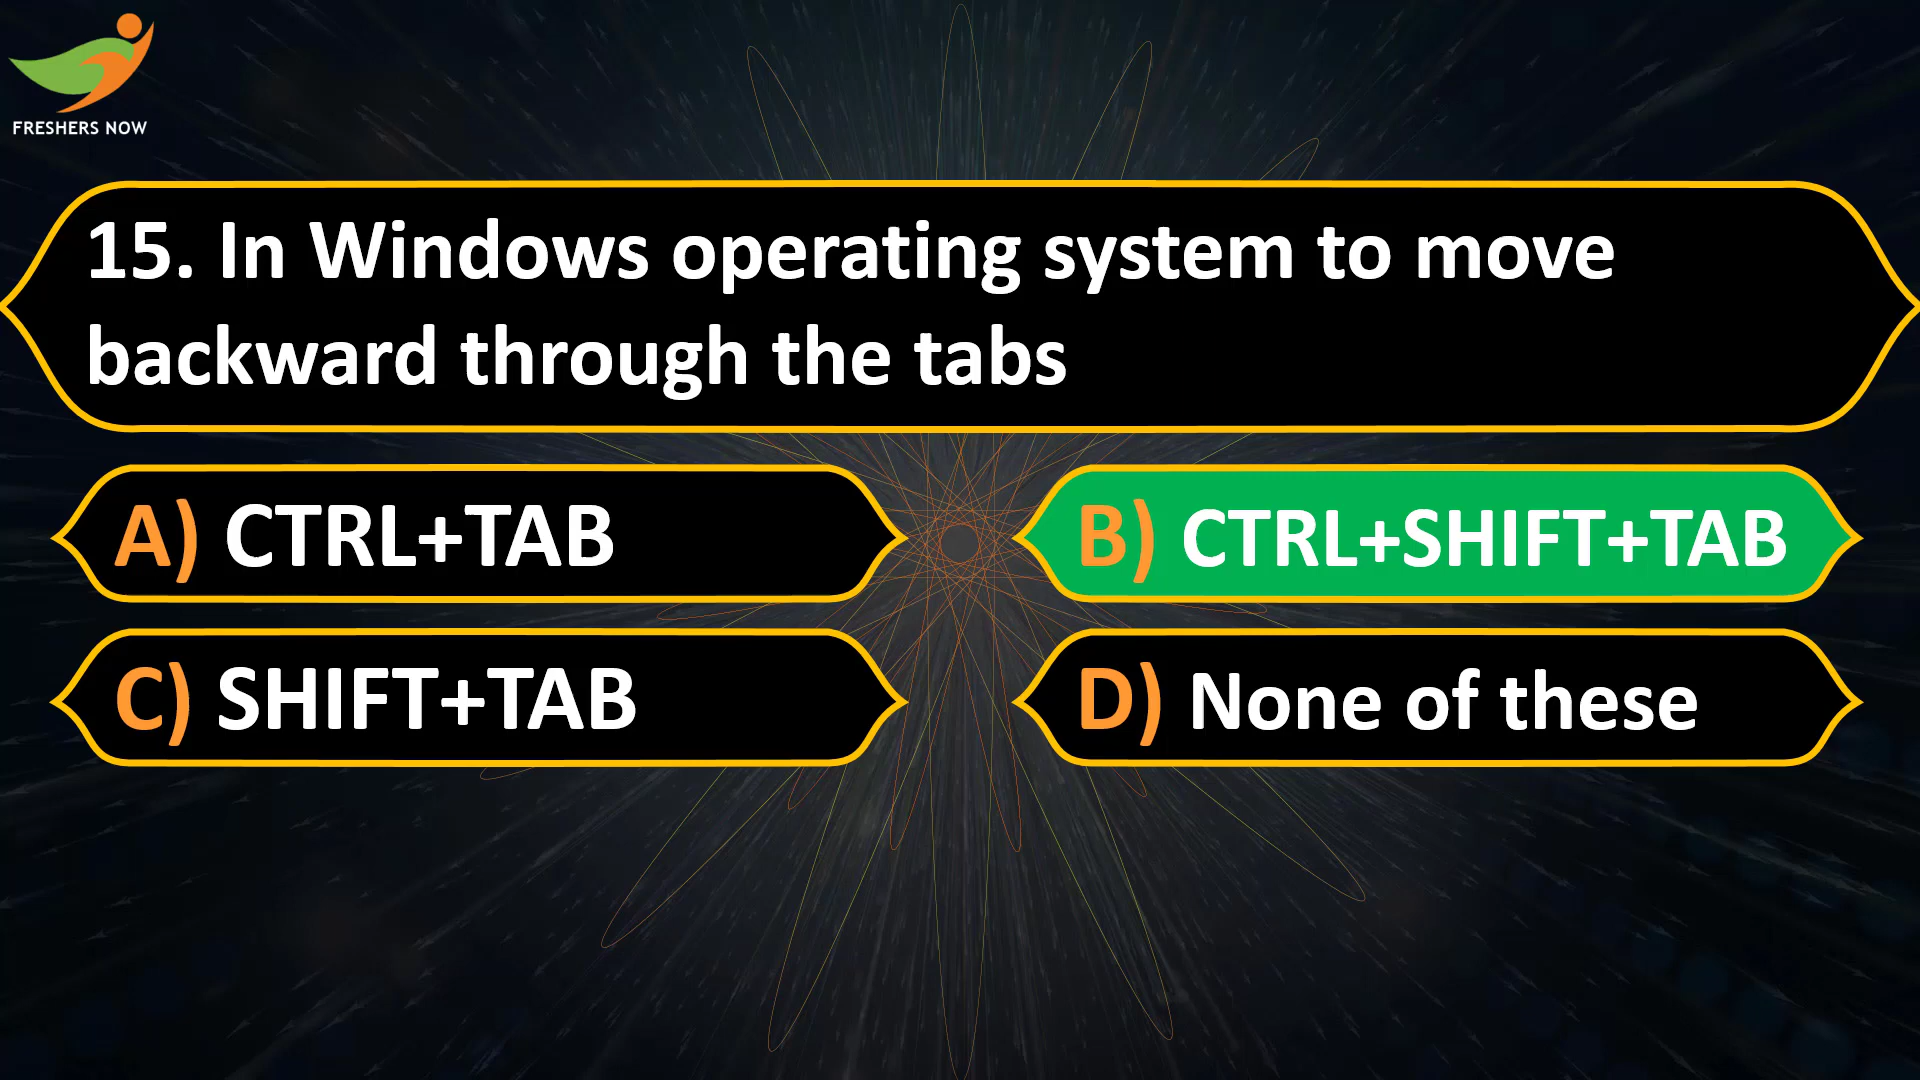 FRESHERS NOW
15. In Windows operating system to move
backward through the tabs
A) CTRL+TAB
B) CTRL+SHIFT+TAB
C) SHIFT+TAB
D) None of these